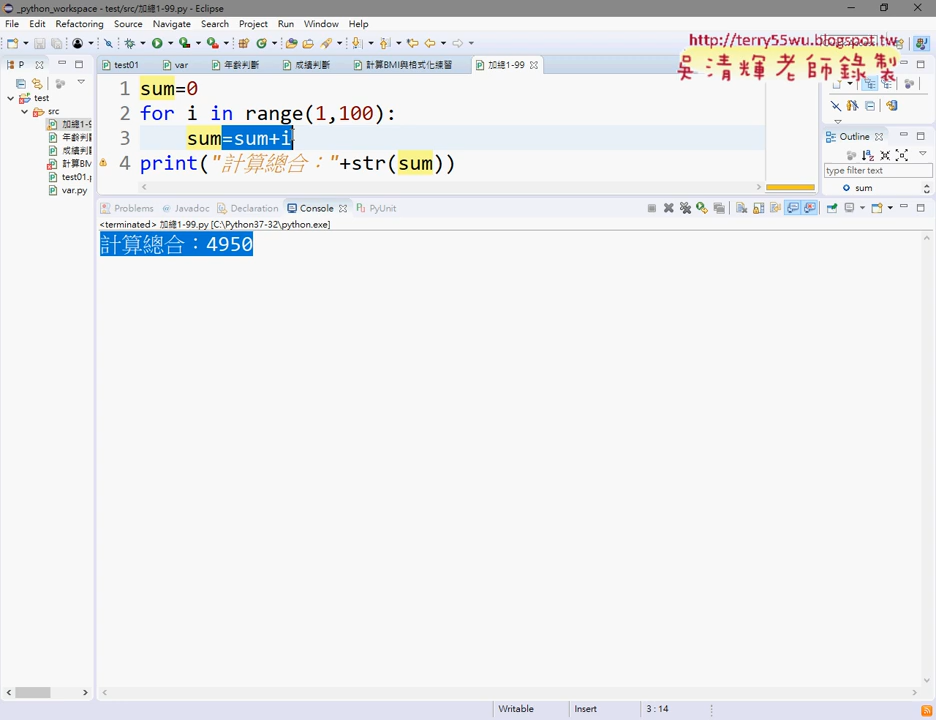 _python_workspace - test/src/加總1-99.py - Eclipse
File Edit Refactoring Source Navigate Search Project Run Window Help
http://terry55wu.blogspot.tw
吳清輝老師錄製
P
test01 var 年齡判斷 成績判斷 計算BMI與格式化練習 加總1-99
test
src
加總1-9
年齡判
成績判
計算BM
test01.p
var.py
1 sum=0
2 for i in range(1,100):
3 sum=sum+i
4 print("計算總合："+str(sum))
Outline
type filter text
sum
Problems Javadoc Declaration Console PyUnit
<terminated> 加總1-99.py [C:\Python37-32\python.exe]
計算總合：4950
Writable Insert 3 : 14